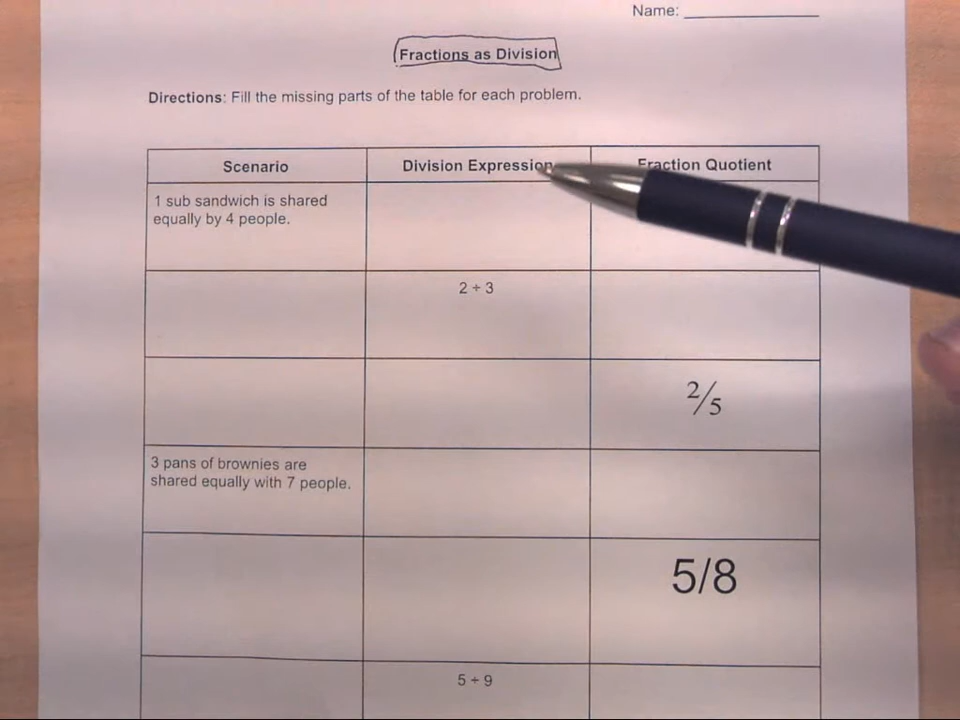 Name: ____________
Fractions as Division
Directions: Fill the missing parts of the table for each problem.
Scenario
Division Expression
Fraction Quotient
1 sub sandwich is shared
equally by 4 people.
2 ÷ 3
2/5
3 pans of brownies are
shared equally with 7 people.
5/8
5 ÷ 9